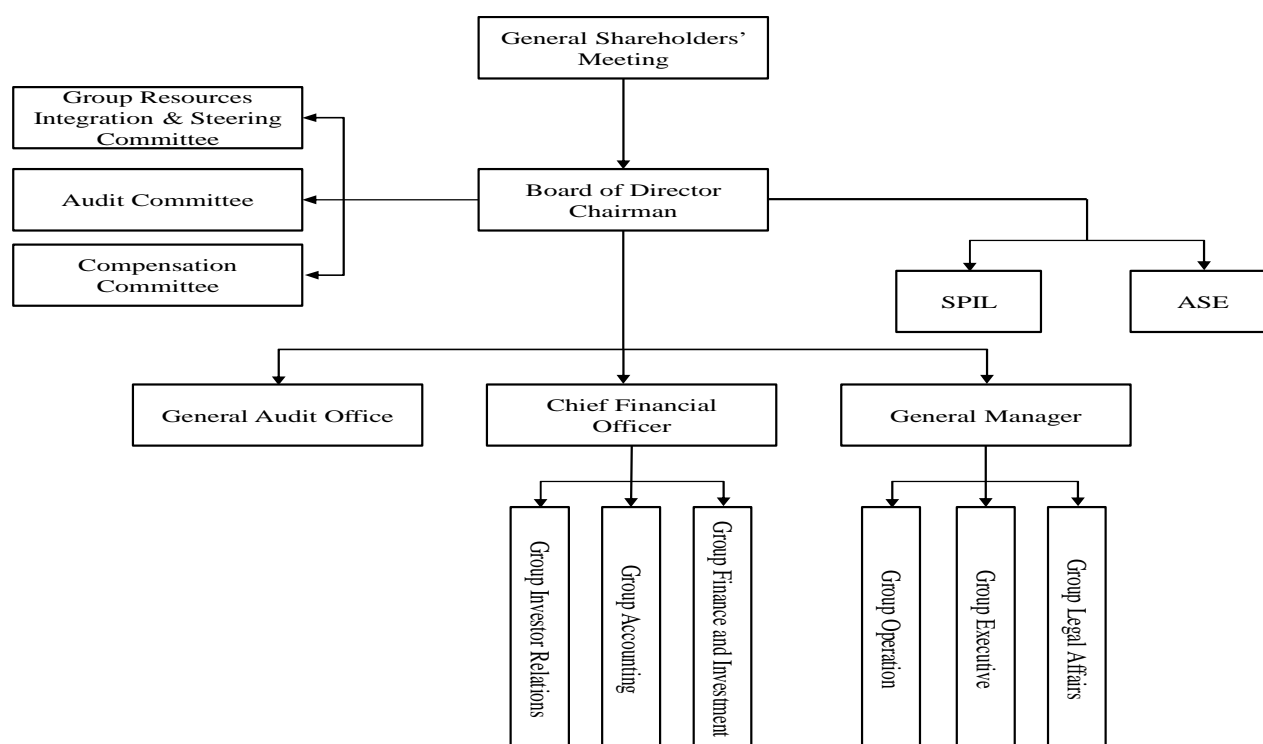 General Shareholders’
Meeting
Group Resources
Integration & Steering
Committee
Audit Committee
Board of Director
Chairman
Compensation
Committee
SPIL
ASE
General Audit Office
Chief Financial
Officer
General Manager
Group Investor Relations
Group Accounting
Group Finance and Investment
Group Operation
Group Executive
Group Legal Affairs